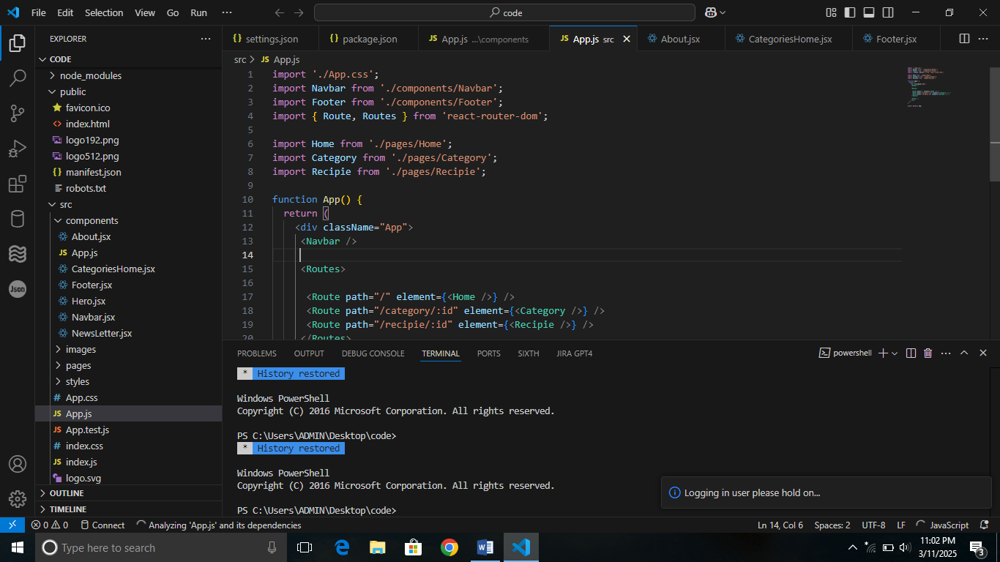 File Edit Selection View Go Run ··· code
EXPLORER ···
CODE
node_modules
public
favicon.ico
index.html
logo192.png
logo512.png
{} manifest.json
robots.txt
src
components
About.jsx
JS App.js
CategoriesHome.jsx
Footer.jsx
Hero.jsx
Navbar.jsx
NewsLetter.jsx
images
pages
styles
# App.css
JS App.js
JS App.test.js
# index.css
JS index.js
logo.svg
OUTLINE
TIMELINE
Json
{} settings.json {} package.json JS App.js ...\components JS App.js src About.jsx CategoriesHome.jsx Footer.jsx
src > JS App.js
1 import './App.css';
2 import Navbar from './components/Navbar';
3 import Footer from './components/Footer';
4 import { Route, Routes } from 'react-router-dom';
5
6 import Home from './pages/Home';
7 import Category from './pages/Category';
8 import Recipie from './pages/Recipie';
9
10 function App() {
11 return (
12 <div className="App">
13 <Navbar />
14
15 <Routes>
16
17 <Route path="/" element={<Home />} />
18 <Route path="/category/:id" element={<Category />} />
19 <Route path="/recipie/:id" element={<Recipie />} />
20 </Routes>
PROBLEMS OUTPUT DEBUG CONSOLE TERMINAL PORTS SIXTH JIRA GPT4 powershell
* History restored
Windows PowerShell
Copyright (C) 2016 Microsoft Corporation. All rights reserved.
PS C:\Users\ADMIN\Desktop\code>
* History restored
Windows PowerShell
Copyright (C) 2016 Microsoft Corporation. All rights reserved.
PS C:\Users\ADMIN\Desktop\code>
Logging in user please hold on...
0 0 Connect Analyzing 'App.js' and its dependencies Ln 14, Col 6 Spaces: 2 UTF-8 LF JavaScript
Type here to search
11:02 PM
3/11/2025
3